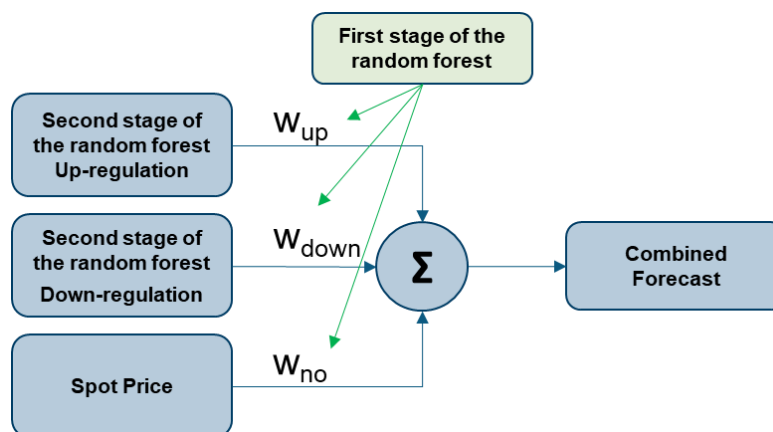 First stage of the
random forest
Second stage of
the random forest
Up-regulation
Wup
Second stage of
the random forest
Down-regulation
Wdown
Σ
Combined
Forecast
Spot Price
Wno